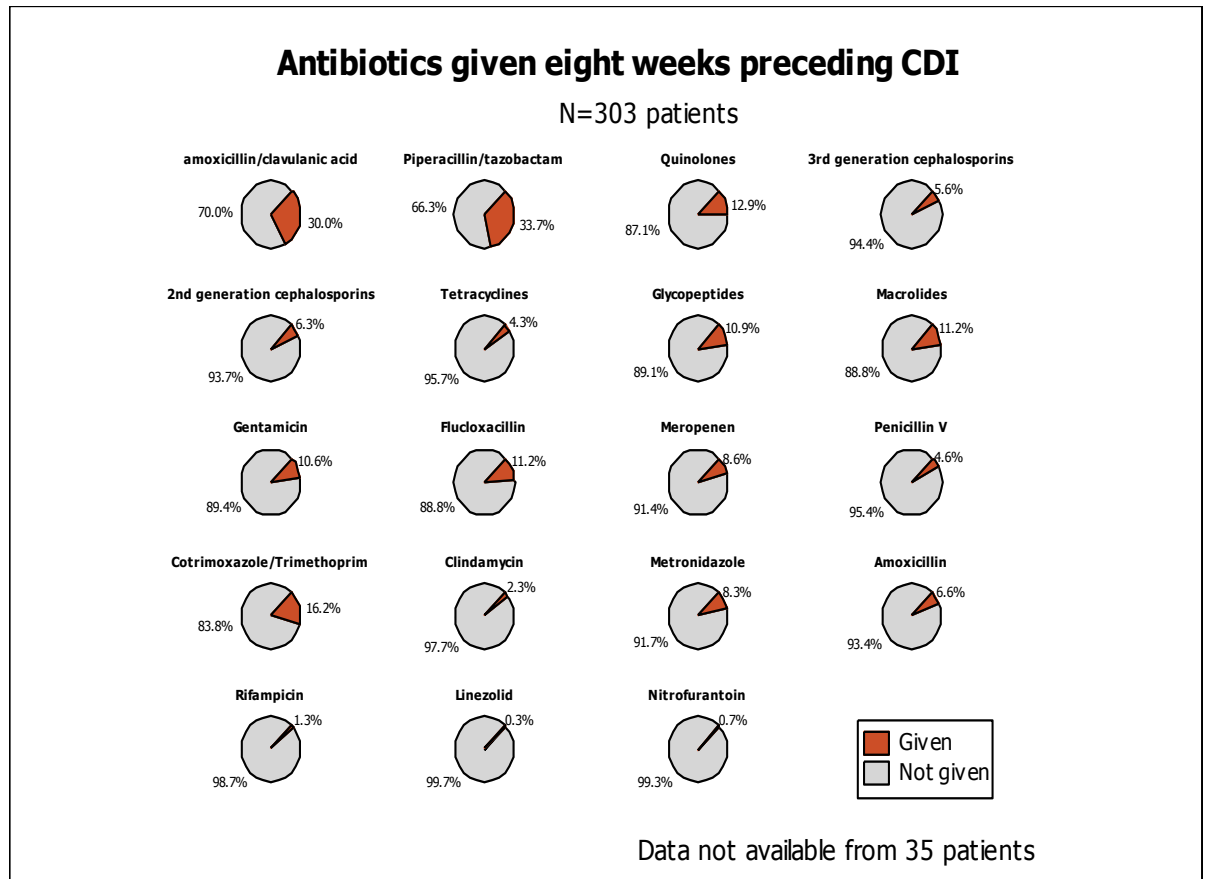 Antibiotics given eight weeks preceding CDI
N=303 patients
amoxicillin/clavulanic acid
70.0%
30.0%
Piperacillin/tazobactam
66.3%
33.7%
Quinolones
12.9%
87.1%
3rd generation cephalosporins
5.6%
94.4%
2nd generation cephalosporins
6.3%
93.7%
Tetracyclines
4.3%
95.7%
Glycopeptides
10.9%
89.1%
Macrolides
11.2%
88.8%
Gentamicin
10.6%
89.4%
Flucloxacillin
11.2%
88.8%
Meropenen
8.6%
91.4%
Penicillin V
4.6%
95.4%
Cotrimoxazole/Trimethoprim
16.2%
83.8%
Clindamycin
2.3%
97.7%
Metronidazole
8.3%
91.7%
Amoxicillin
6.6%
93.4%
Rifampicin
1.3%
98.7%
Linezolid
0.3%
99.7%
Nitrofurantoin
0.7%
99.3%
Given
Not given
Data not available from 35 patients